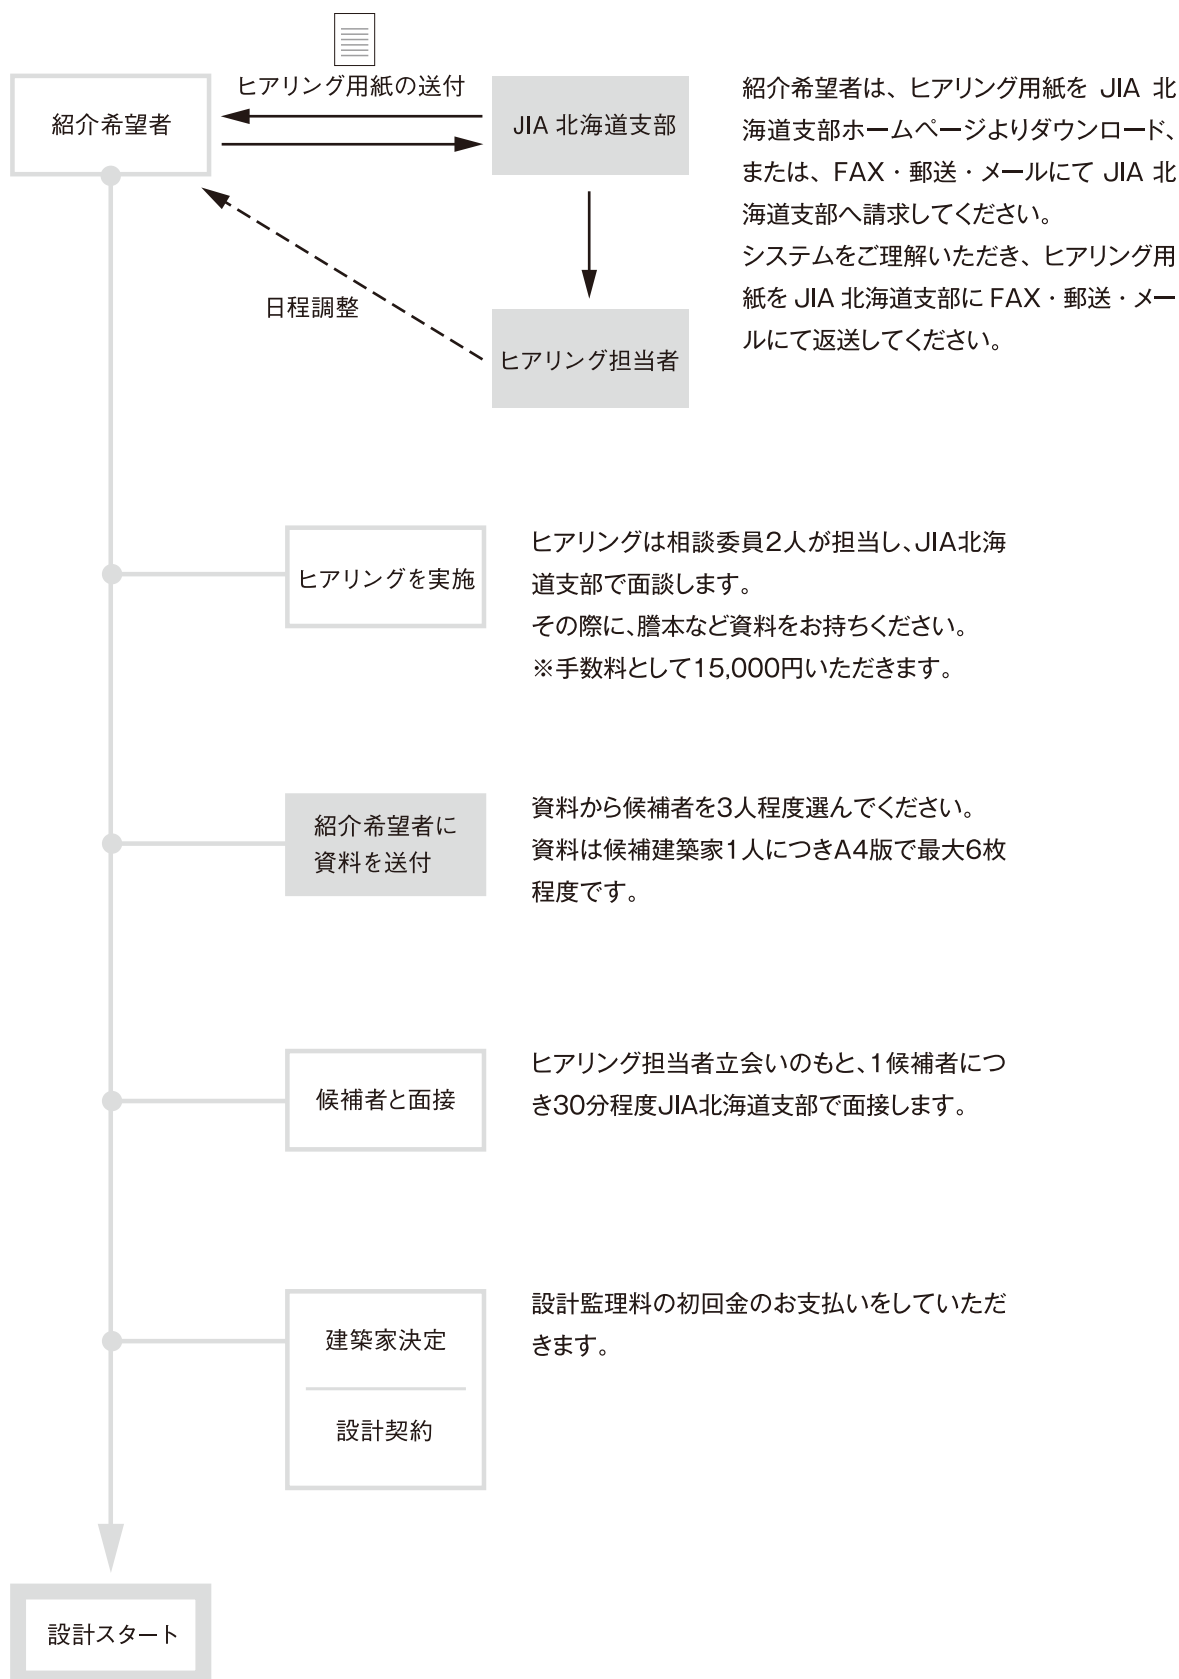 ヒアリング用紙の送付
紹介希望者
JIA 北海道支部
日程調整
ヒアリング担当者
紹介希望者は、ヒアリング用紙を JIA 北
海道支部ホームページよりダウンロード、
または、FAX・郵送・メールにて JIA 北
海道支部へ請求してください。
システムをご理解いただき、ヒアリング用
紙を JIA 北海道支部に FAX・郵送・メー
ルにて返送してください。
ヒアリングを実施
ヒアリングは相談委員2人が担当し、JIA北海
道支部で面談します。
その際に、謄本など資料をお持ちください。
※手数料として15,000円いただきます。
紹介希望者に
資料を送付
資料から候補者を3人程度選んでください。
資料は候補建築家1人につきA4版で最大6枚
程度です。
候補者と面接
ヒアリング担当者立会いのもと、1候補者につ
き30分程度JIA北海道支部で面接します。
建築家決定
設計契約
設計監理料の初回金のお支払いをしていただ
きます。
設計スタート